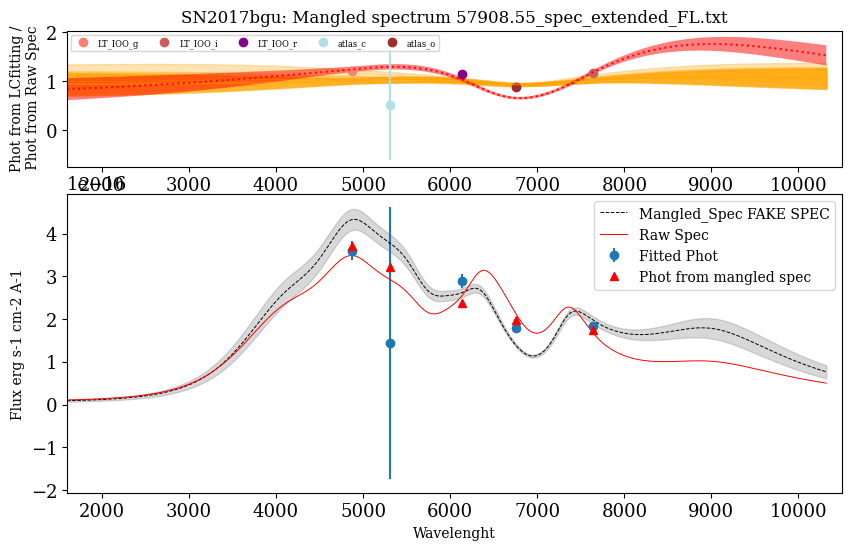 SN2017bgu: Mangled spectrum 57908.55_spec_extended_FL.txt
Phot from LCfitting /
Phot from Raw Spec
2
1
0
LT_IOO_g LT_IOO_i LT_IOO_r atlas_c atlas_o
2000 3000 4000 5000 6000 7000 8000 9000 10000
1e−16
Flux erg s-1 cm-2 A-1
4
3
2
1
0
−1
−2
Mangled_Spec FAKE SPEC
Raw Spec
Fitted Phot
Phot from mangled spec
2000 3000 4000 5000 6000 7000 8000 9000 10000
Wavelenght